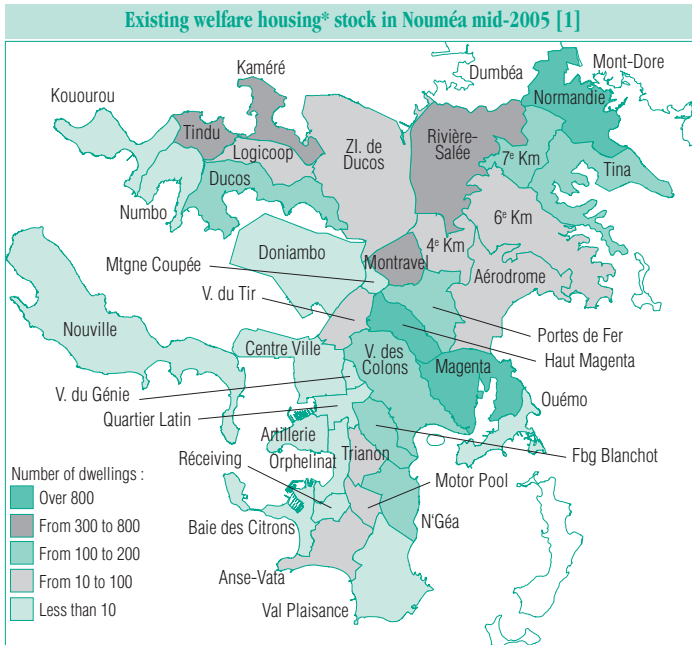 Existing welfare housing* stock in Nouméa mid-2005 [1]
Mont-Dore
Dumbéa
Kaméré
Kouourou
Normandie
Tindu
Rivière-
Salée
Zl. de
Ducos
Logicoop
7e Km
Tina
Ducos
Numbo
6e Km
4e Km
Doniambo
Montravel
Mtgne Coupée
Aérodrome
V. du Tir
Nouville
Portes de Fer
Centre Ville
Haut Magenta
V. des
Colons
Magenta
V. du Génie
Ouémo
Quartier Latin
Artillerie
Fbg Blanchot
Réceiving
Orphelinat
Trianon
Motor Pool
Baie des Citrons
N'Géa
Anse-Vata
Val Plaisance
Number of dwellings :
Over 800
From 300 to 800
From 100 to 200
From 10 to 100
Less than 10